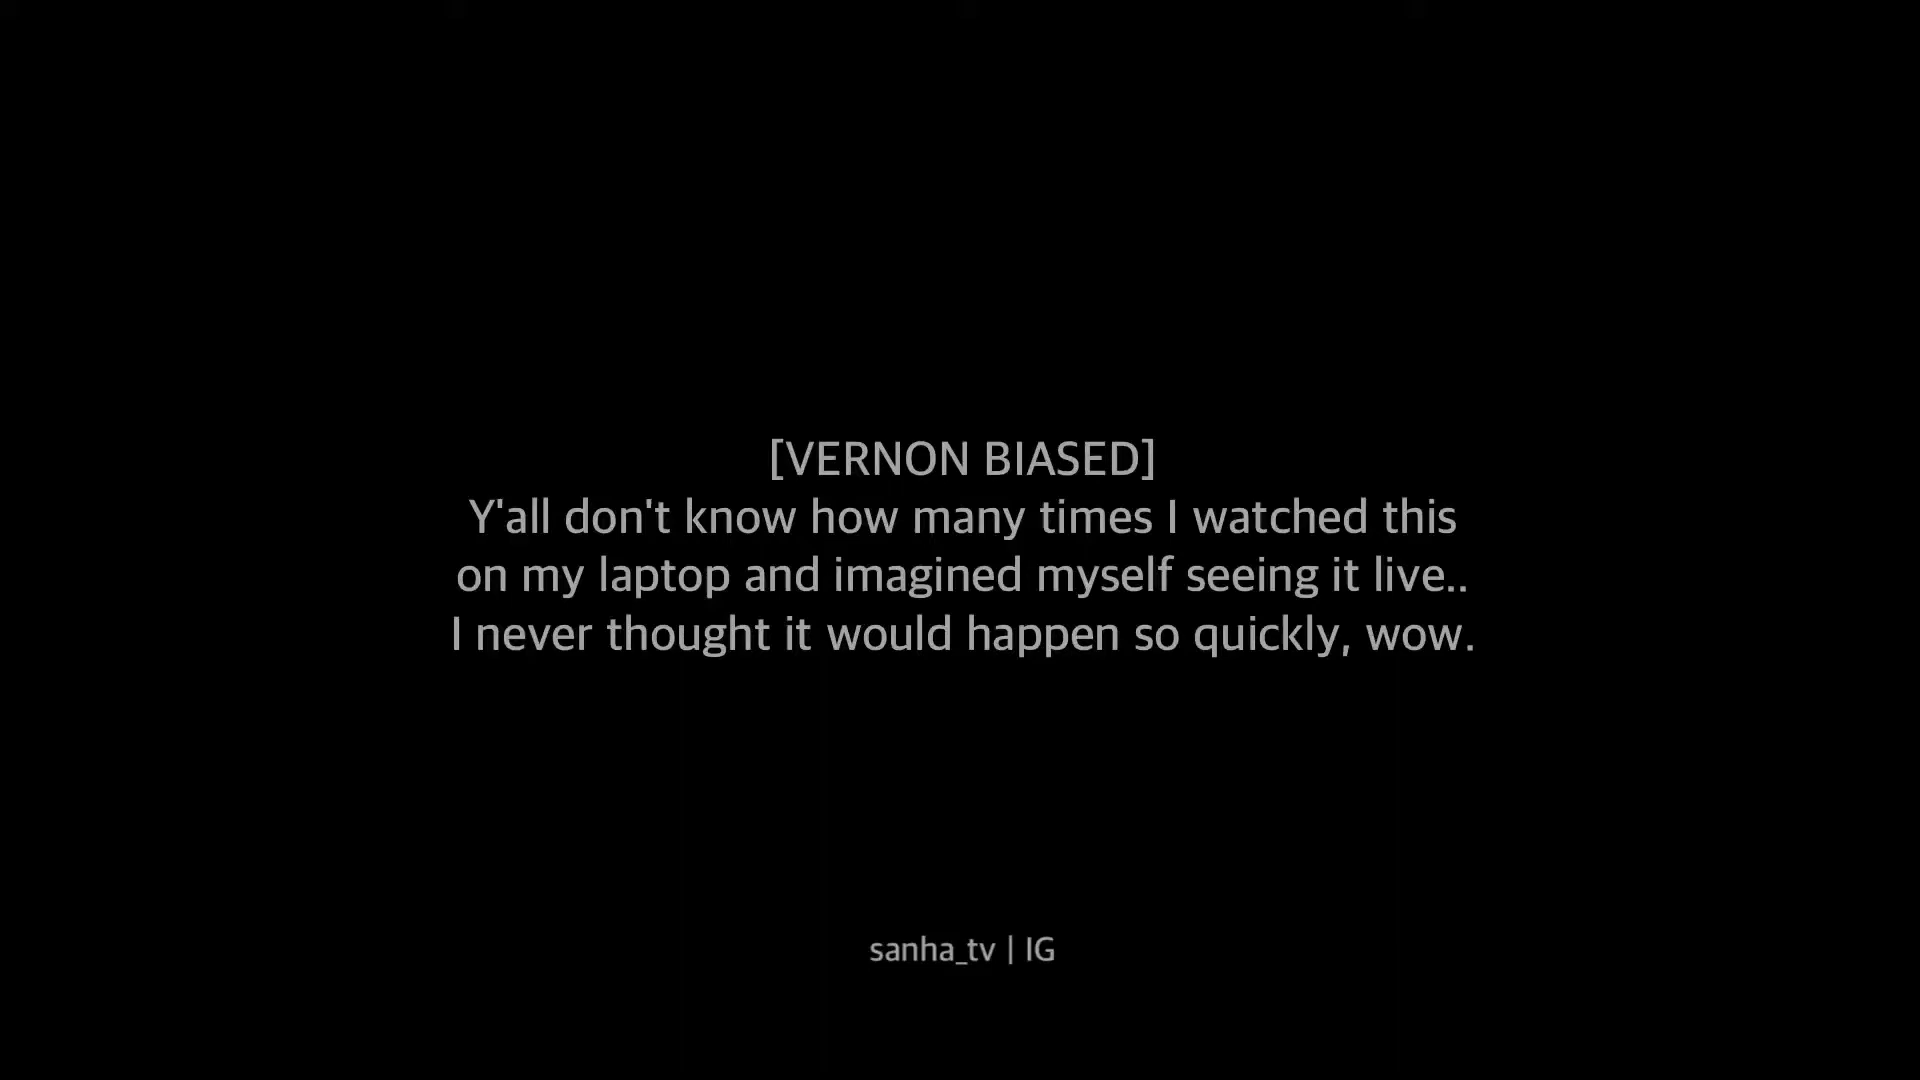 [VERNON BIASED]
Y'all don't know how many times I watched this
on my laptop and imagined myself seeing it live..
I never thought it would happen so quickly, wow.
sanha_tv | IG